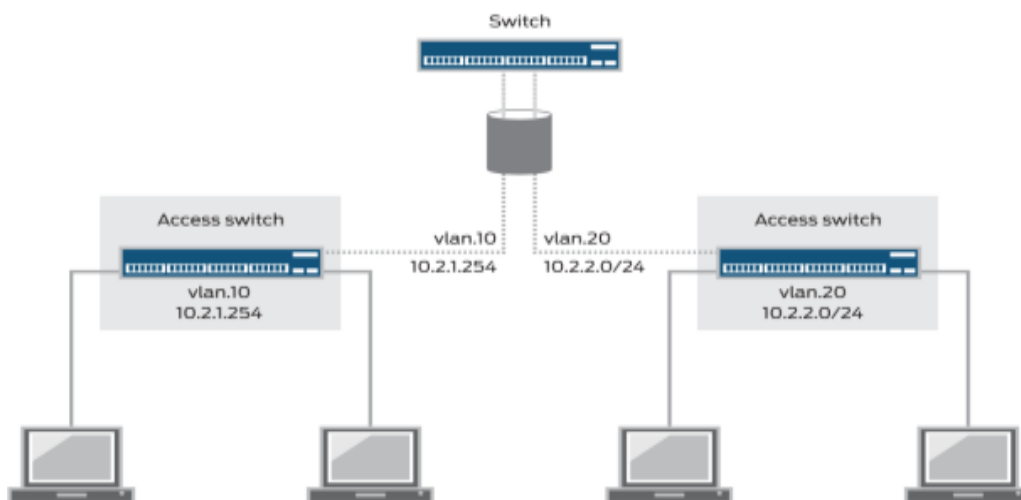 Switch
Access switch
vlan.10
10.2.1.254
vlan.10
10.2.1.254
vlan.20
10.2.2.0/24
Access switch
vlan.20
10.2.2.0/24